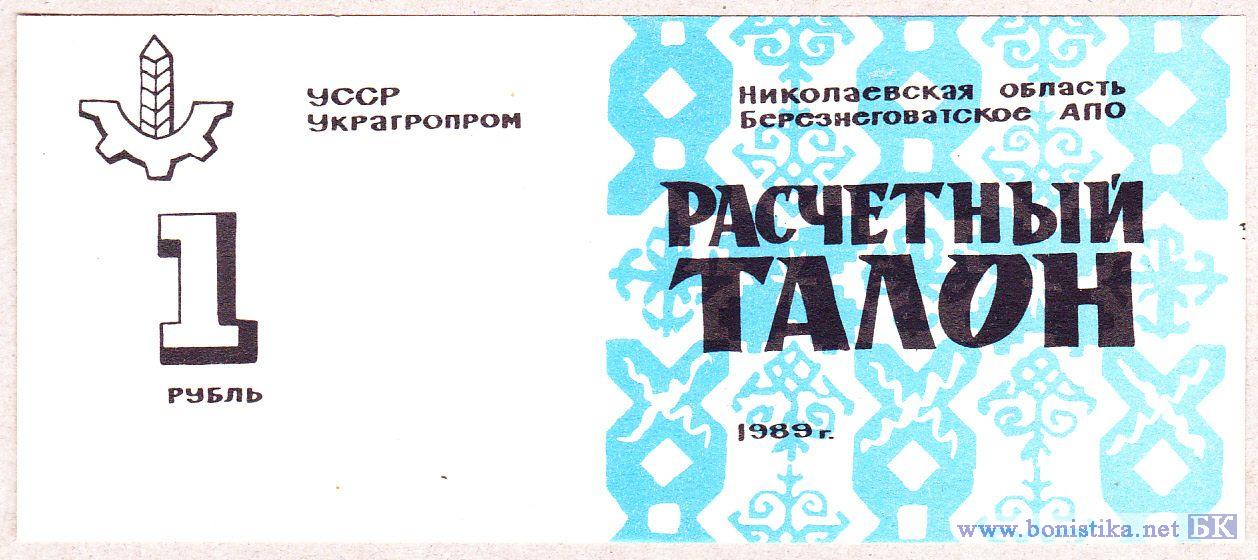 УССР
Украгропром
1
рубль
Николаевская область
Березнеговатское АПО
Расчетный
талон
1989 г.
www.bonistika.net БК